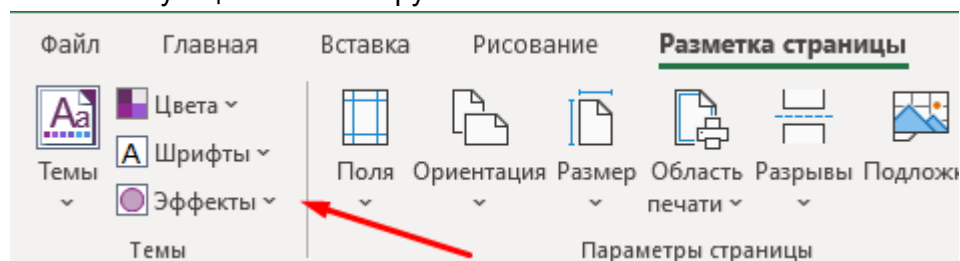 Файл Главная Вставка Рисование Разметка страницы
Цвета
Шрифты
Эффекты
Темы
Поля Ориентация Размер Область печати Разрывы
Темы Параметры страницы